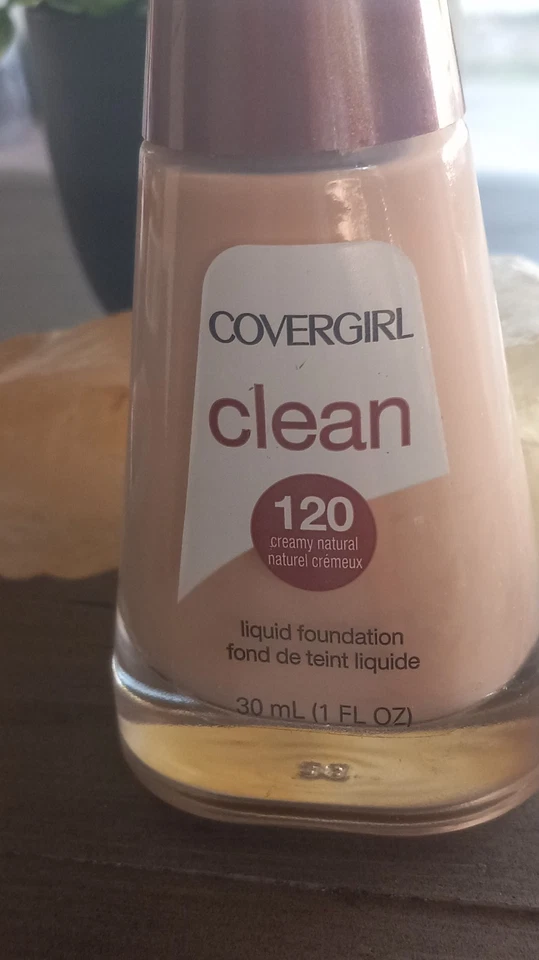 COVERGIRL
clean
120
creamy natural
naturel crémeux
liquid foundation
fond de teint liquide
30 mL (1 FL OZ)